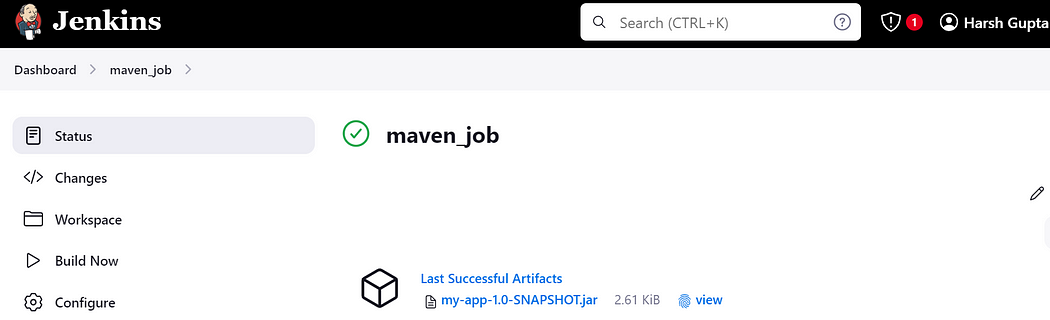 Jenkins
Search (CTRL+K)
?
1
Harsh Gupta
Dashboard
maven_job
Status
maven_job
Changes
Workspace
Build Now
Last Successful Artifacts
my-app-1.0-SNAPSHOT.jar 2.61 KiB view
Configure